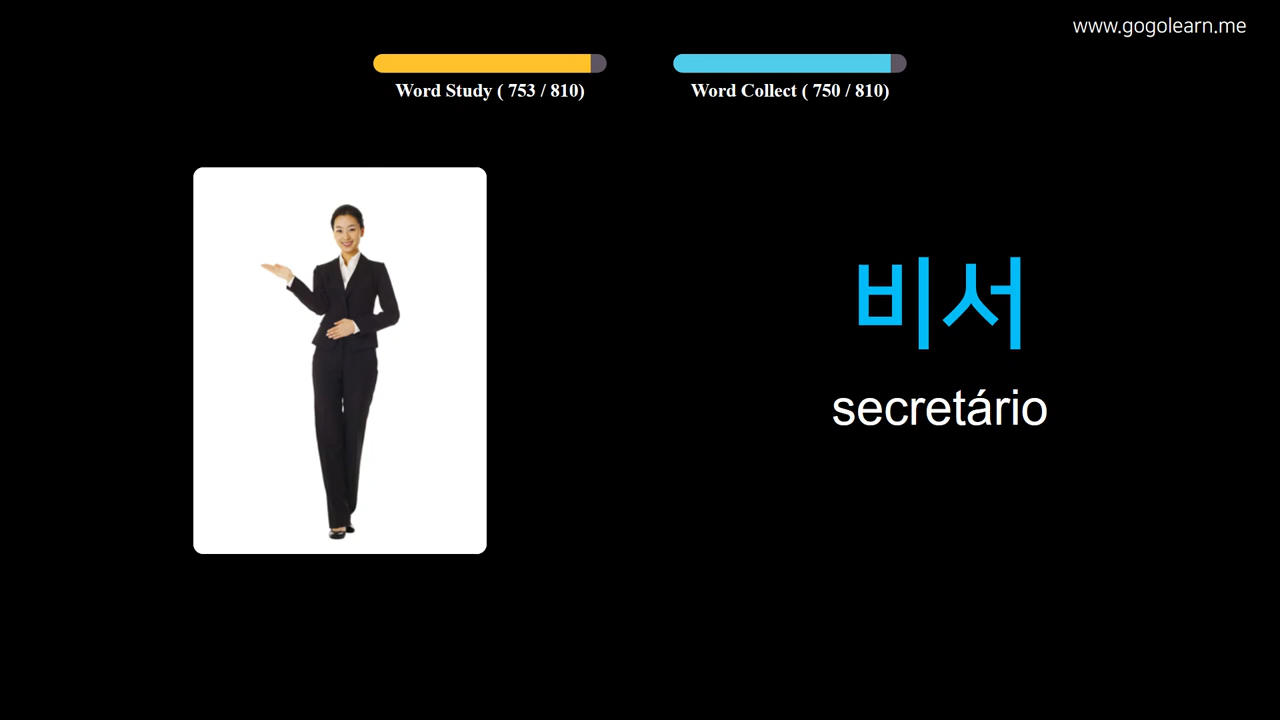 www.gogolearn.me
Word Study ( 753 / 810)
Word Collect ( 750 / 810)
비서
secretário